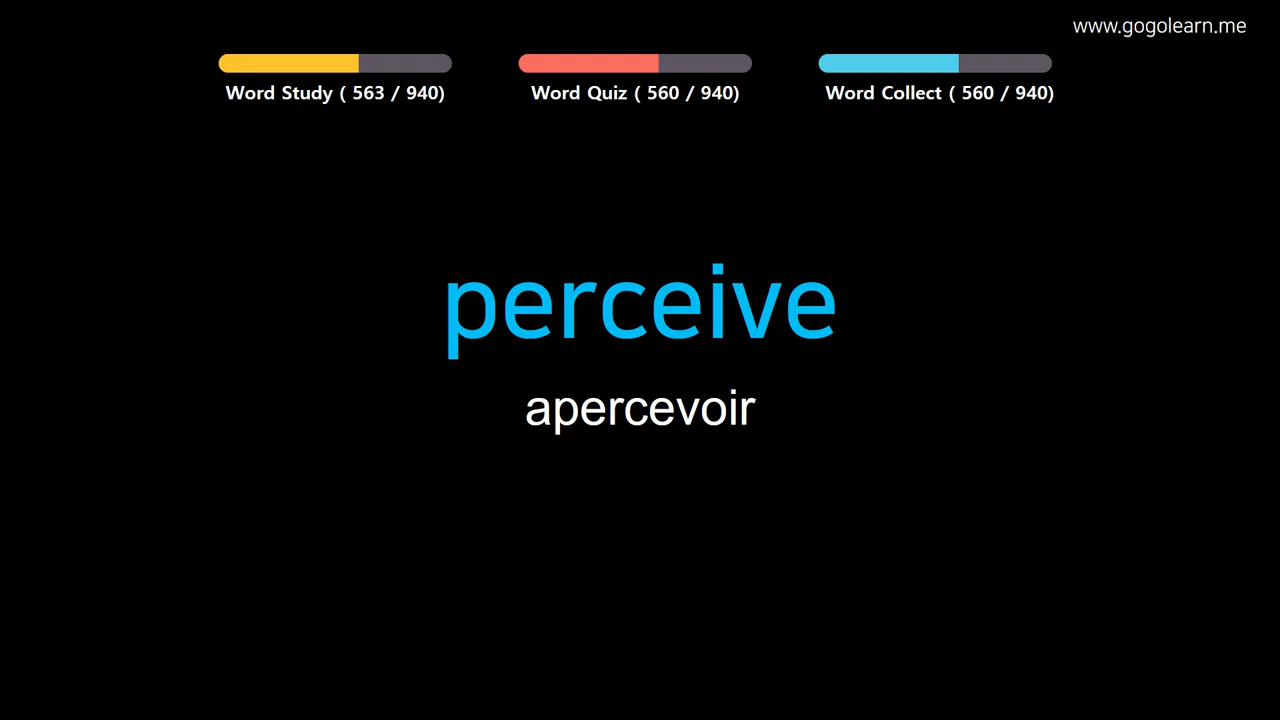 www.gogolearn.me
Word Study ( 563 / 940)
Word Quiz ( 560 / 940)
Word Collect ( 560 / 940)
perceive
apercevoir